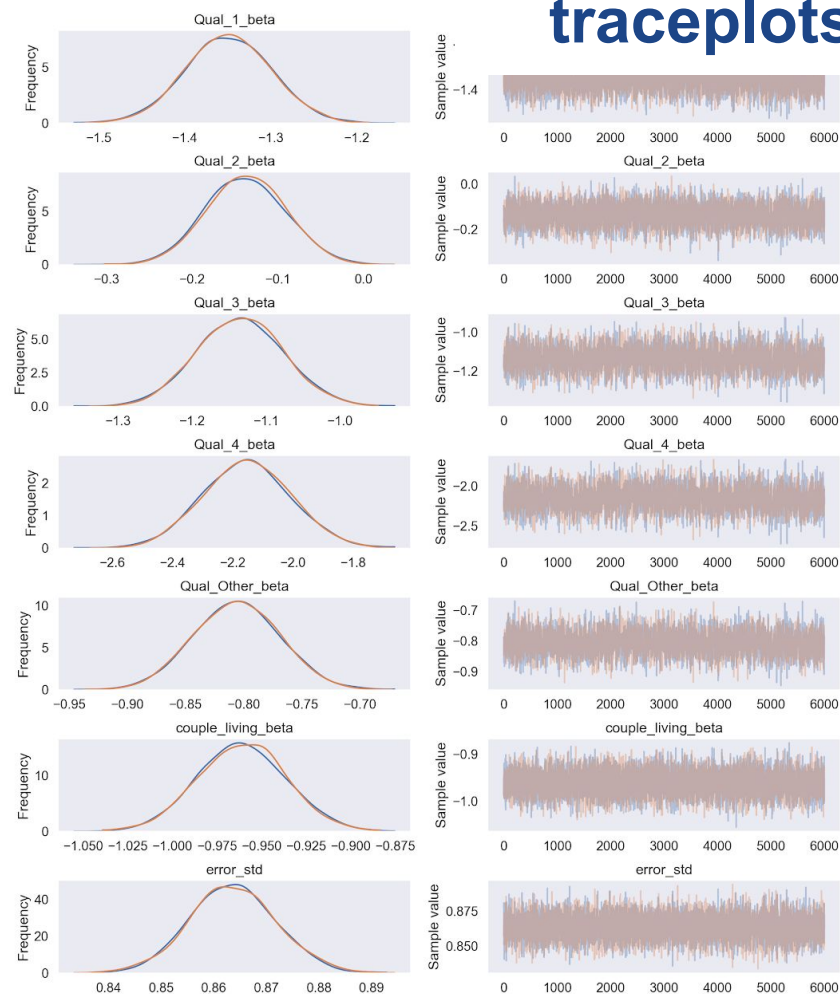 traceplots
Qual_1_beta
Frequency
5
0
−1.5 −1.4 −1.3 −1.2
Sample value
−1.4
0 1000 2000 3000 4000 5000 6000
Qual_2_beta
Frequency
5
0
−0.3 −0.2 −0.1 0.0
Qual_2_beta
Sample value
0.0
−0.2
0 1000 2000 3000 4000 5000 6000
Qual_3_beta
Frequency
5.0
2.5
0.0
−1.3 −1.2 −1.1 −1.0
Qual_3_beta
Sample value
−1.0
−1.2
0 1000 2000 3000 4000 5000 6000
Qual_4_beta
Frequency
2
1
0
−2.6 −2.4 −2.2 −2.0 −1.8
Qual_4_beta
Sample value
−2.0
−2.5
0 1000 2000 3000 4000 5000 6000
Qual_Other_beta
Frequency
10
5
0
−0.95 −0.90 −0.85 −0.80 −0.75 −0.70
Qual_Other_beta
Sample value
−0.7
−0.8
−0.9
0 1000 2000 3000 4000 5000 6000
couple_living_beta
Frequency
10
0
−1.050 −1.025 −1.000 −0.975 −0.950 −0.925 −0.900 −0.875
couple_living_beta
Sample value
−0.9
−1.0
0 1000 2000 3000 4000 5000 6000
error_std
Frequency
40
20
0
0.84 0.85 0.86 0.87 0.88 0.89
error_std
Sample value
0.875
0.850
0 1000 2000 3000 4000 5000 6000